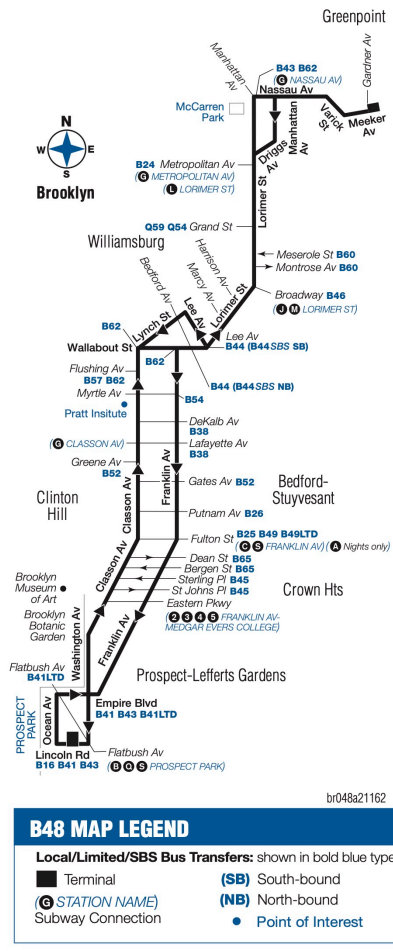 Greenpoint
Manhattan Av
Gardner Av
B43 B62
(G NASSAU AV)
Nassau Av
McCarren
Park
Manhattan Av
Varick St
Meeker
Av
N
W E
S
Brooklyn
Driggs Av
B24 Metropolitan Av
(G METROPOLITAN AV)
(L LORIMER ST)
Lorimer St
Q59 Q54 Grand St
Williamsburg
Harrison Av
Marcy Av
Bedford Av
Meserole St B60
Montrose Av B60
Lorimer St
Broadway B46
(J M LORIMER ST)
Lee Av
Lynch St
B62
Lee Av
Wallabout St
B44 (B44SBS SB)
B62
Flushing Av
B57 B62
B44 (B44SBS NB)
Myrtle Av
B54
Pratt Insitute
DeKalb Av
B38
(G CLASSON AV)
Lafayette Av
B38
Greene Av
B52
Gates Av B52
Franklin Av
Bedford-
Stuyvesant
Clinton
Hill
Classon Av
Putnam Av B26
Fulton St
B25 B49 B49LTD
(C S FRANKLIN AV) (A Nights only)
Classon Av
Dean St B65
Bergen St B65
Sterling Pl B45
St Johns Pl B45
Crown Hts
Brooklyn
Museum
of Art
Eastern Pkwy
(2 3 4 5 FRANKLIN AV-
MEDGAR EVERS COLLEGE)
Brooklyn
Botanic
Garden
Washington Av
Franklin Av
Flatbush Av
B41LTD
Prospect-Lefferts Gardens
PROSPECT
PARK
Ocean Av
Empire Blvd
B41 B43 B41LTD
Lincoln Rd
B16 B41 B43
Flatbush Av
(B Q S PROSPECT PARK)
br048a21162
B48 MAP LEGEND
Local/Limited/SBS Bus Transfers: shown in bold blue type
Terminal
(SB) South-bound
(G STATION NAME)
Subway Connection
(NB) North-bound
Point of Interest